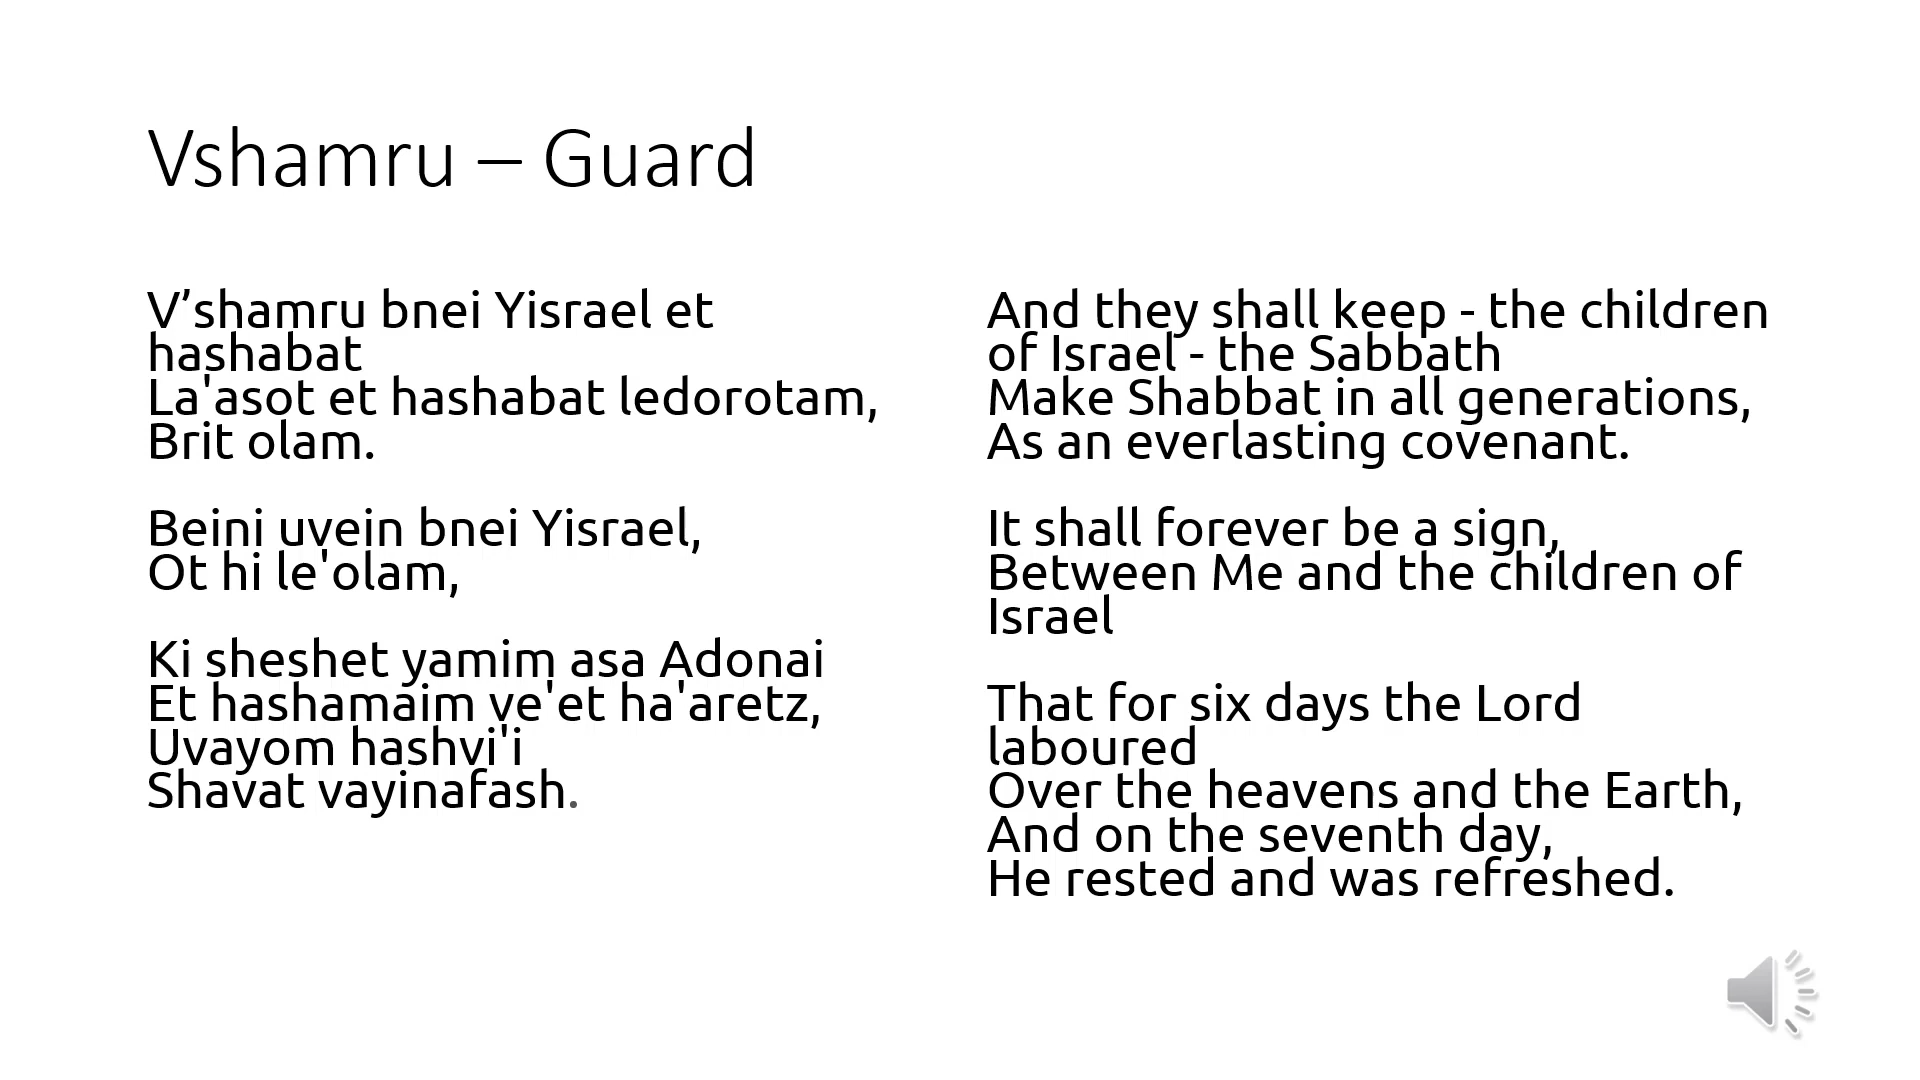 Vshamru – Guard
V’shamru bnei Yisrael et
hashabat
La'asot et hashabat ledorotam,
Brit olam.
Beini uvein bnei Yisrael,
Ot hi le'olam,
Ki sheshet yamim asa Adonai
Et hashamaim ve'et ha'aretz,
Uvayom hashvi'i
Shavat vayinafash.
And they shall keep - the children
of Israel - the Sabbath
Make Shabbat in all generations,
As an everlasting covenant.
It shall forever be a sign,
Between Me and the children of
Israel
That for six days the Lord
laboured
Over the heavens and the Earth,
And on the seventh day,
He rested and was refreshed.